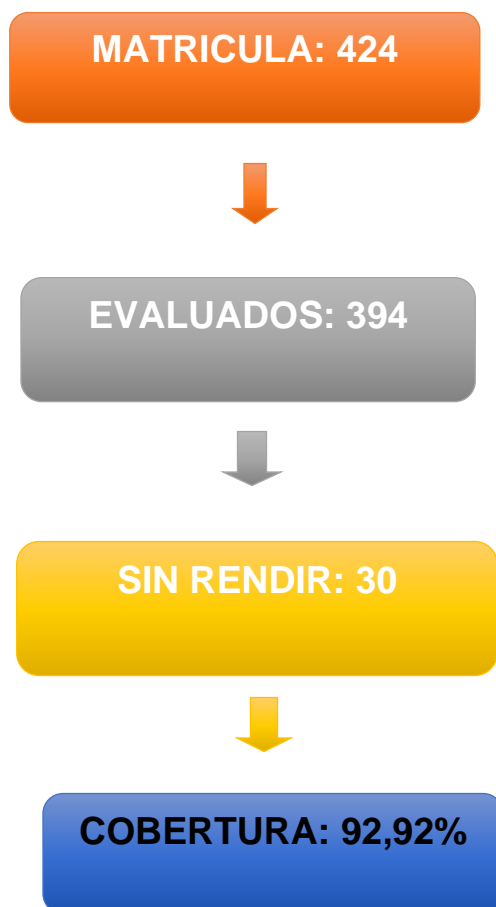 MATRICULA: 424
EVALUADOS: 394
SIN RENDIR: 30
COBERTURA: 92,92%